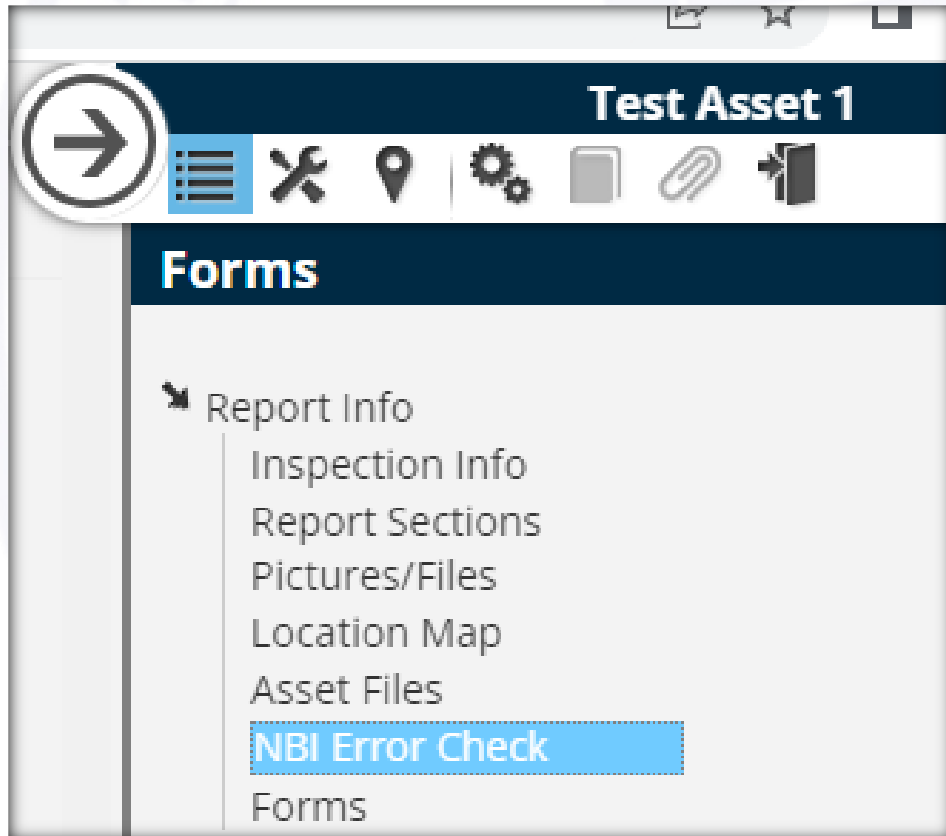 Test Asset 1
Forms
Report Info
Inspection Info
Report Sections
Pictures/Files
Location Map
Asset Files
NBI Error Check
Forms